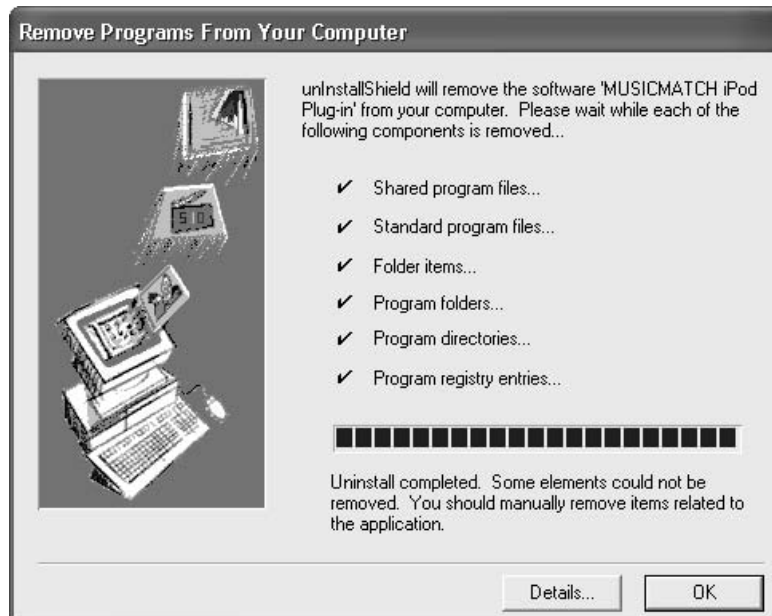 Remove Programs From Your Computer
unInstallShield will remove the software 'MUSICMATCH iPod
Plug-in' from your computer.  Please wait while each of the
following components is removed...
✔ Shared program files...
✔ Standard program files...
✔ Folder items...
✔ Program folders...
✔ Program directories...
✔ Program registry entries...
Uninstall completed.  Some elements could not be
removed.  You should manually remove items related to
the application.
Details...
OK